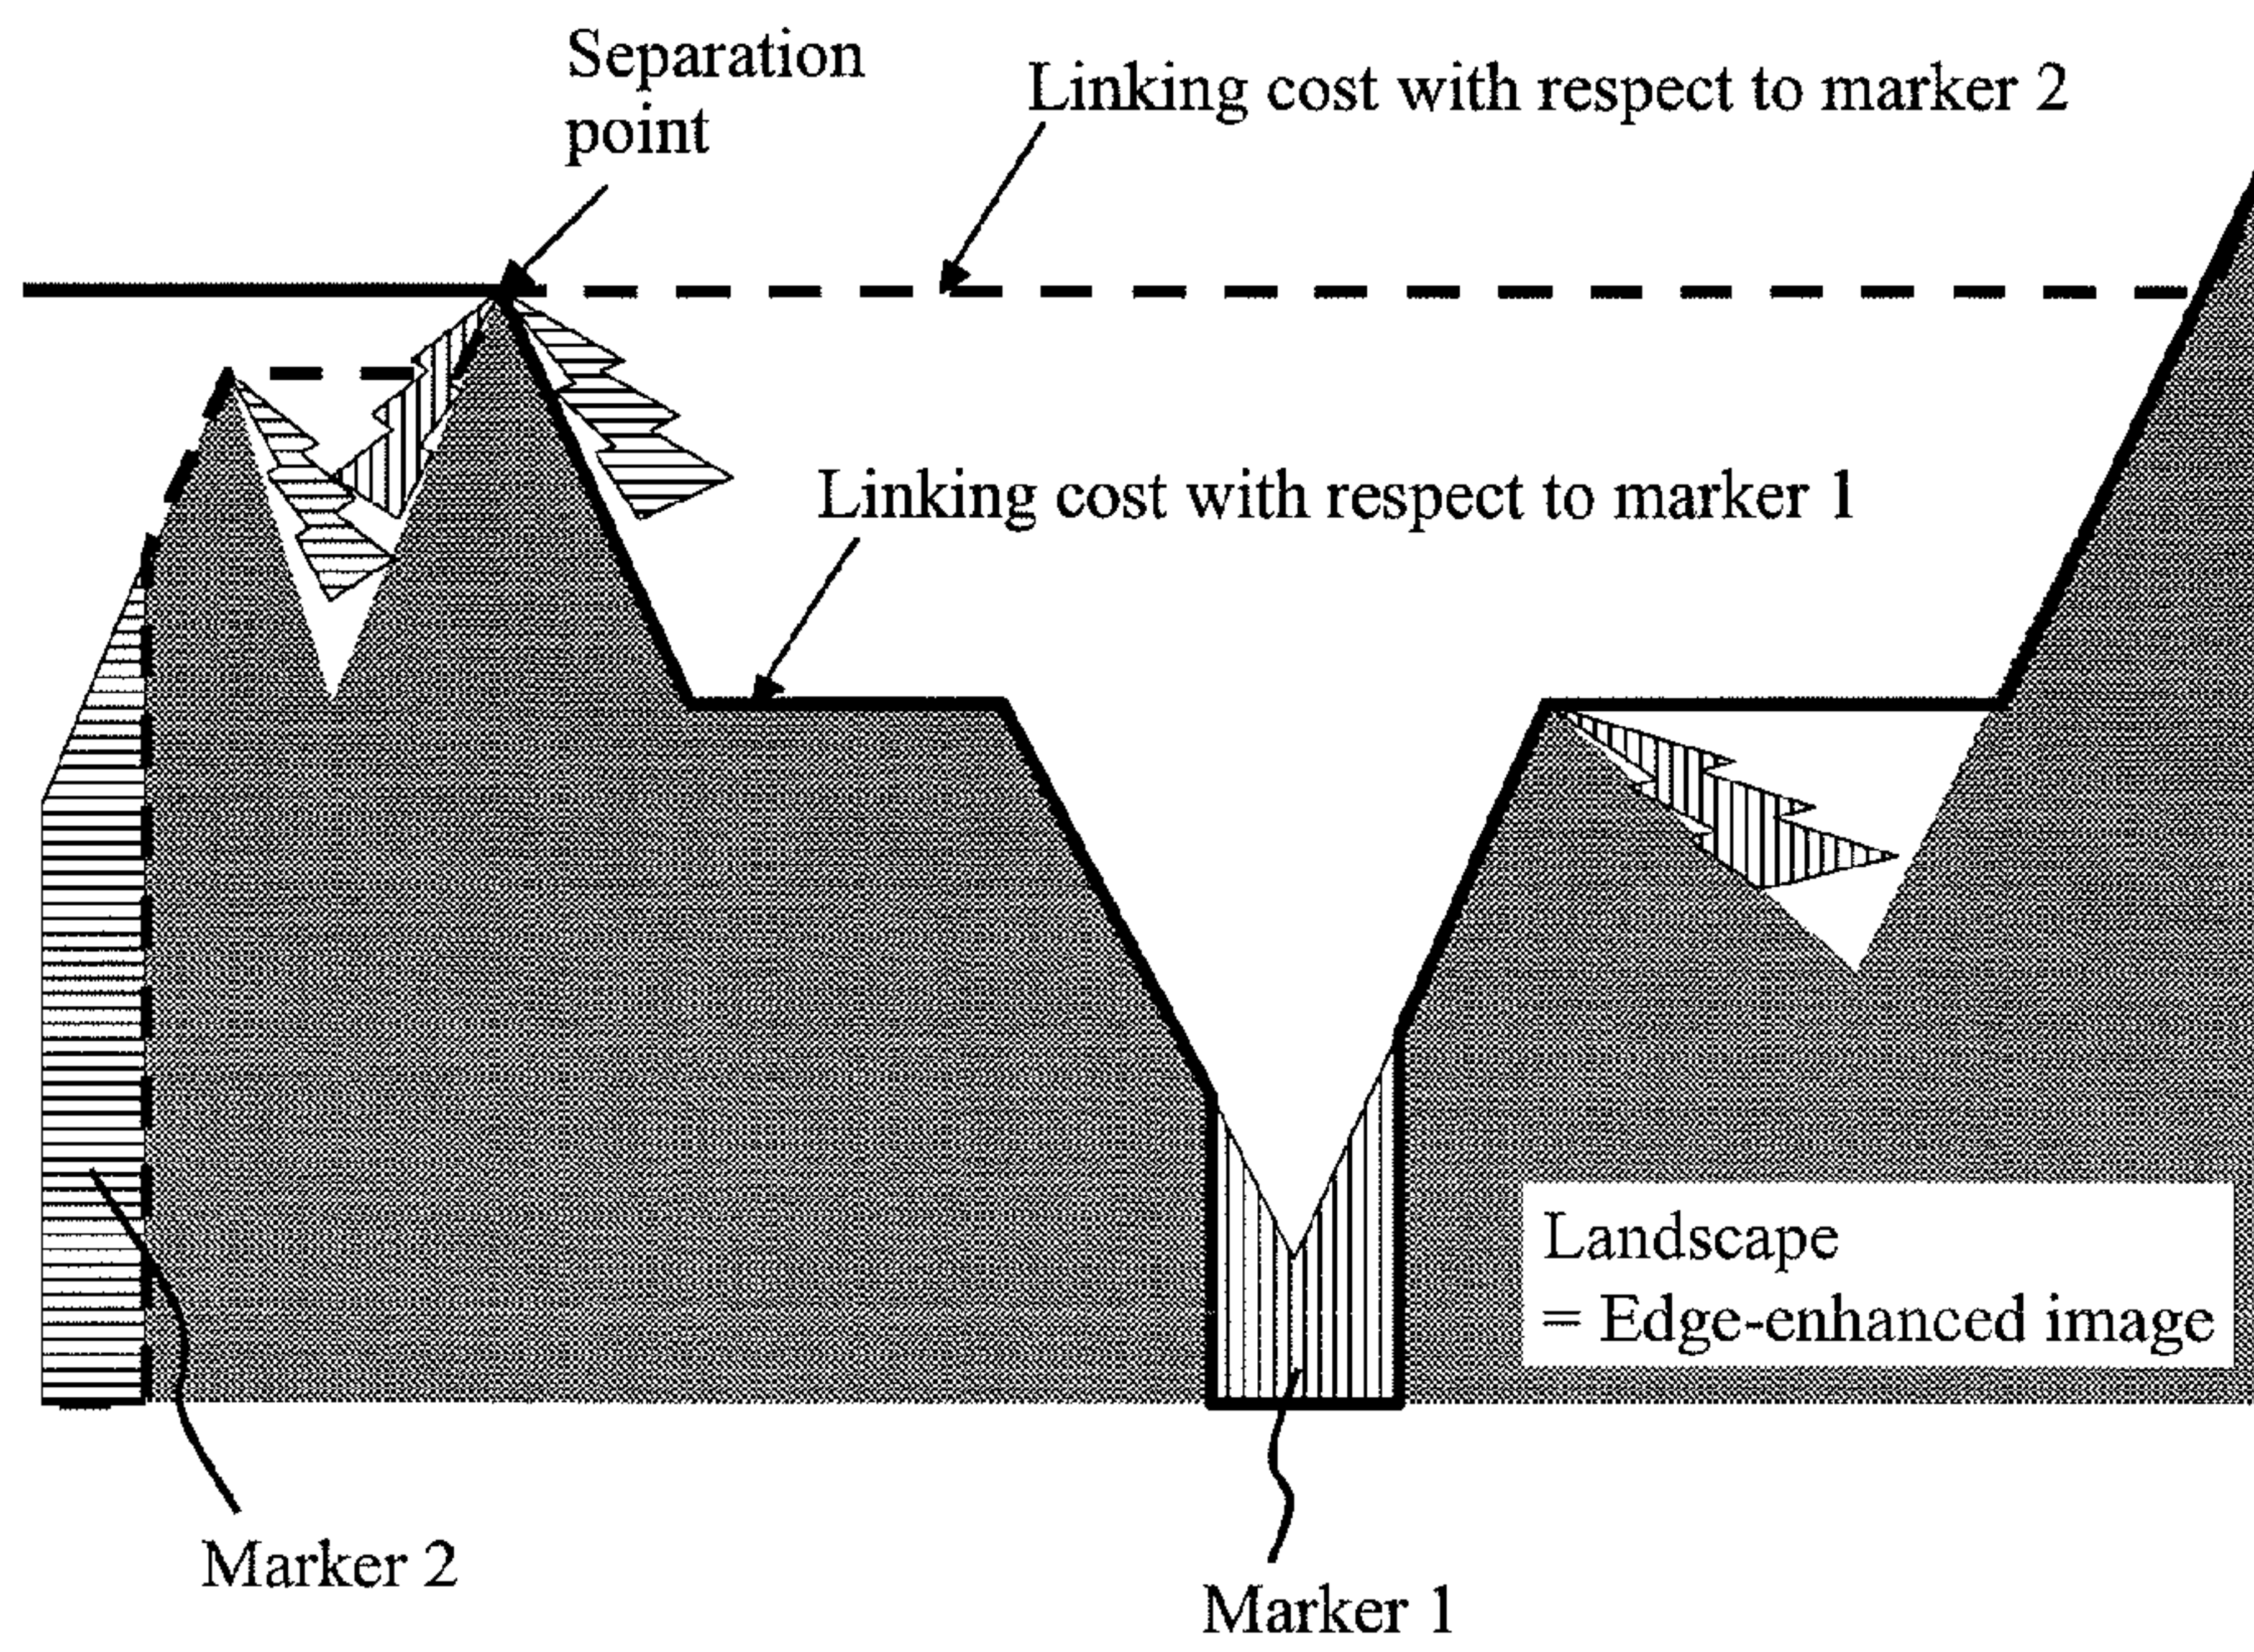 Separation
point
Linking cost with respect to marker 2
Linking cost with respect to marker 1
Landscape
= Edge-enhanced image
Marker 2
Marker 1